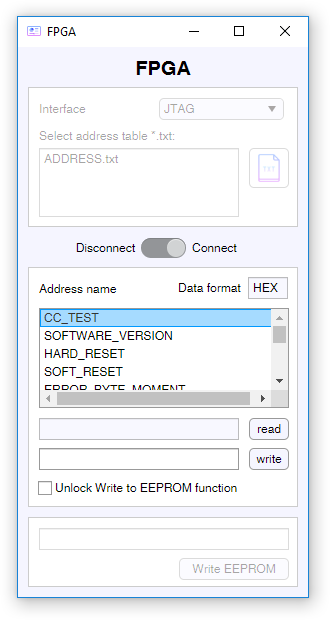 FPGA
FPGA
Interface
JTAG
Select address table *.txt:
ADDRESS.txt
TXT
Disconnect
Connect
Address name
Data format
HEX
CC_TEST
SOFTWARE_VERSION
HARD_RESET
SOFT_RESET
ERROR_BYTE_MOMENT
read
write
Unlock Write to EEPROM function
Write EEPROM